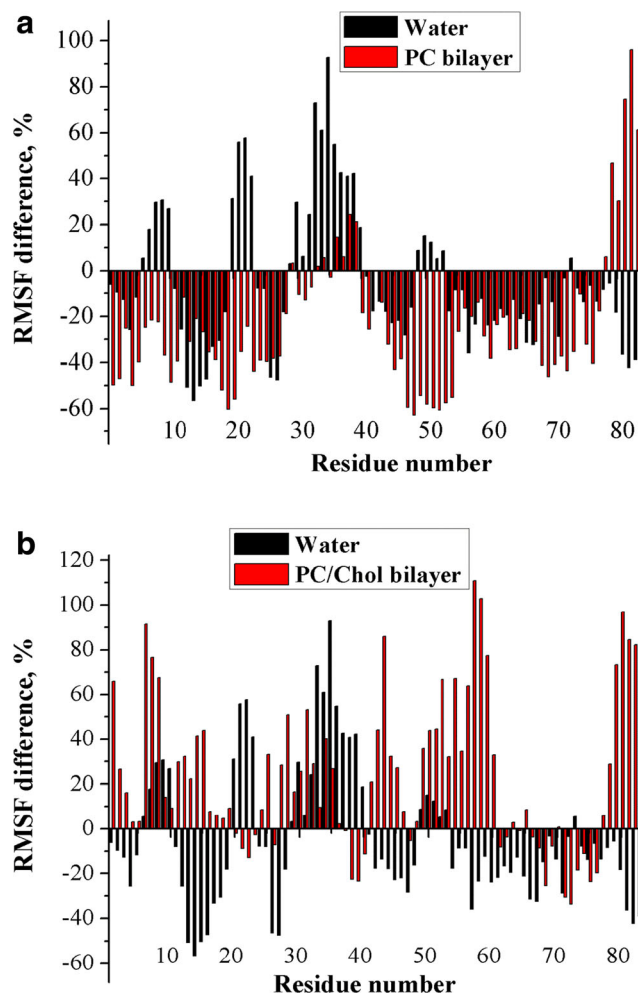 a
Water
PC bilayer
RMSF difference, %
100
80
60
40
20
0
-20
-40
-60
10 20 30 40 50 60 70 80
Residue number
b
Water
PC/Chol bilayer
RMSF difference, %
120
100
80
60
40
20
0
-20
-40
-60
10 20 30 40 50 60 70 80
Residue number